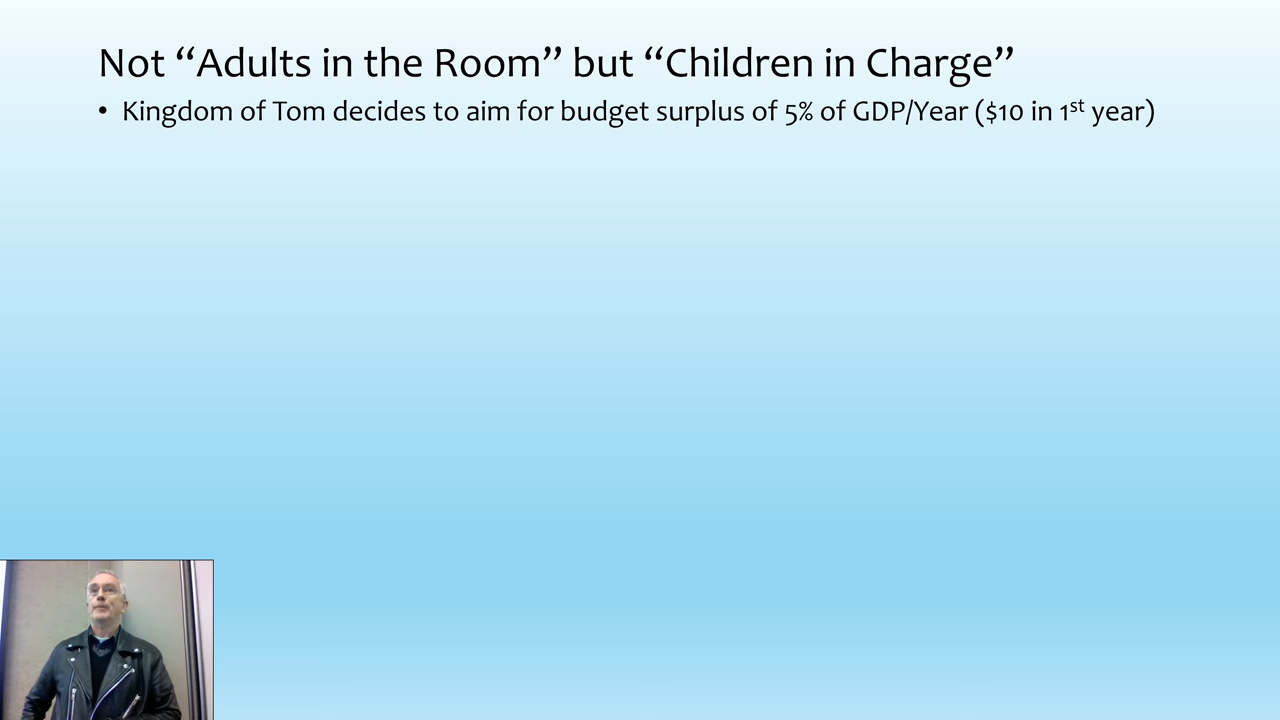 Not “Adults in the Room” but “Children in Charge”
• Kingdom of Tom decides to aim for budget surplus of 5% of GDP/Year ($10 in 1st year)